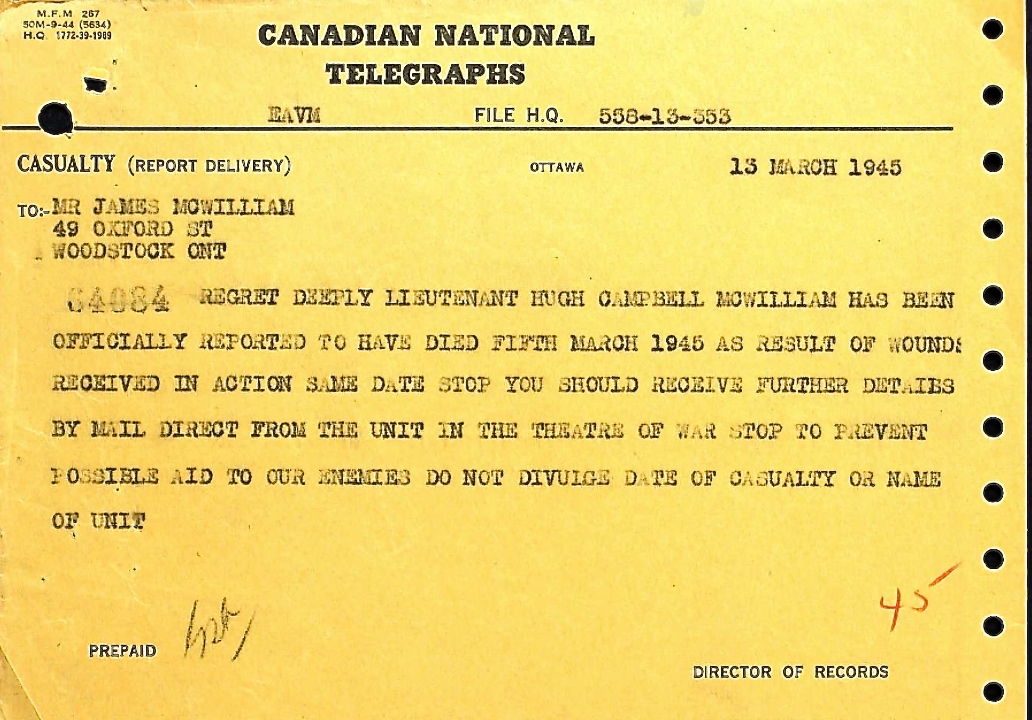 M.F.M 267
50M-9-44 (5634)
H.Q. 1772-39-1989
CANADIAN NATIONAL
TELEGRAPHS
EAVM FILE H.Q. 558-13-353
CASUALTY (REPORT DELIVERY) OTTAWA 13 MARCH 1945
TO:- MR JAMES MCWILLIAM
49 OXFORD ST
WOODSTOCK ONT
64084 REGRET DEEPLY LIEUTENANT HUGH CAMPBELL MCWILLIAM HAS BEEN
OFFICIALLY REPORTED TO HAVE DIED FIFTH MARCH 1945 AS RESULT OF WOUNDS
RECEIVED IN ACTION SAME DATE STOP YOU SHOULD RECEIVE FURTHER DETAILS
BY MAIL DIRECT FROM THE UNIT IN THE THEATRE OF WAR STOP TO PREVENT
POSSIBLE AID TO OUR ENEMIES DO NOT DIVULGE DATE OF CASUALTY OR NAME
OF UNIT
45
PREPAID
DIRECTOR OF RECORDS